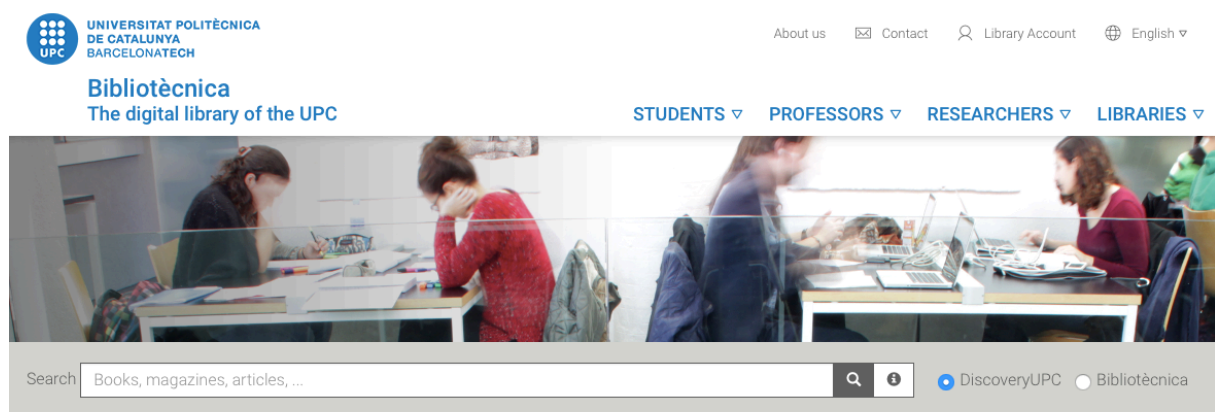 UNIVERSITAT POLITÈCNICA
DE CATALUNYA
BARCELONATECH
UPC
About us
Contact
Library Account
English
Bibliotècnica
The digital library of the UPC
STUDENTS
PROFESSORS
RESEARCHERS
LIBRARIES
Search
Books, magazines, articles, ...
DiscoveryUPC
Bibliotècnica